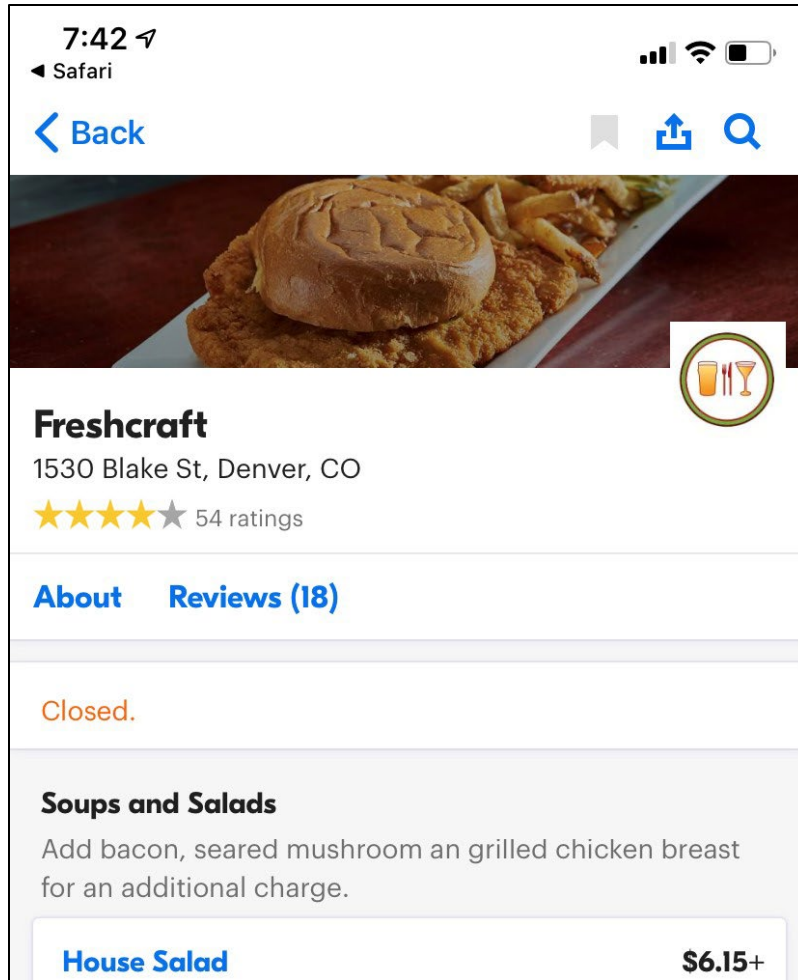 7:42
◀ Safari
Back
Freshcraft
1530 Blake St, Denver, CO
54 ratings
About Reviews (18)
Closed.
Soups and Salads
Add bacon, seared mushroom an grilled chicken breast
for an additional charge.
House Salad $6.15+